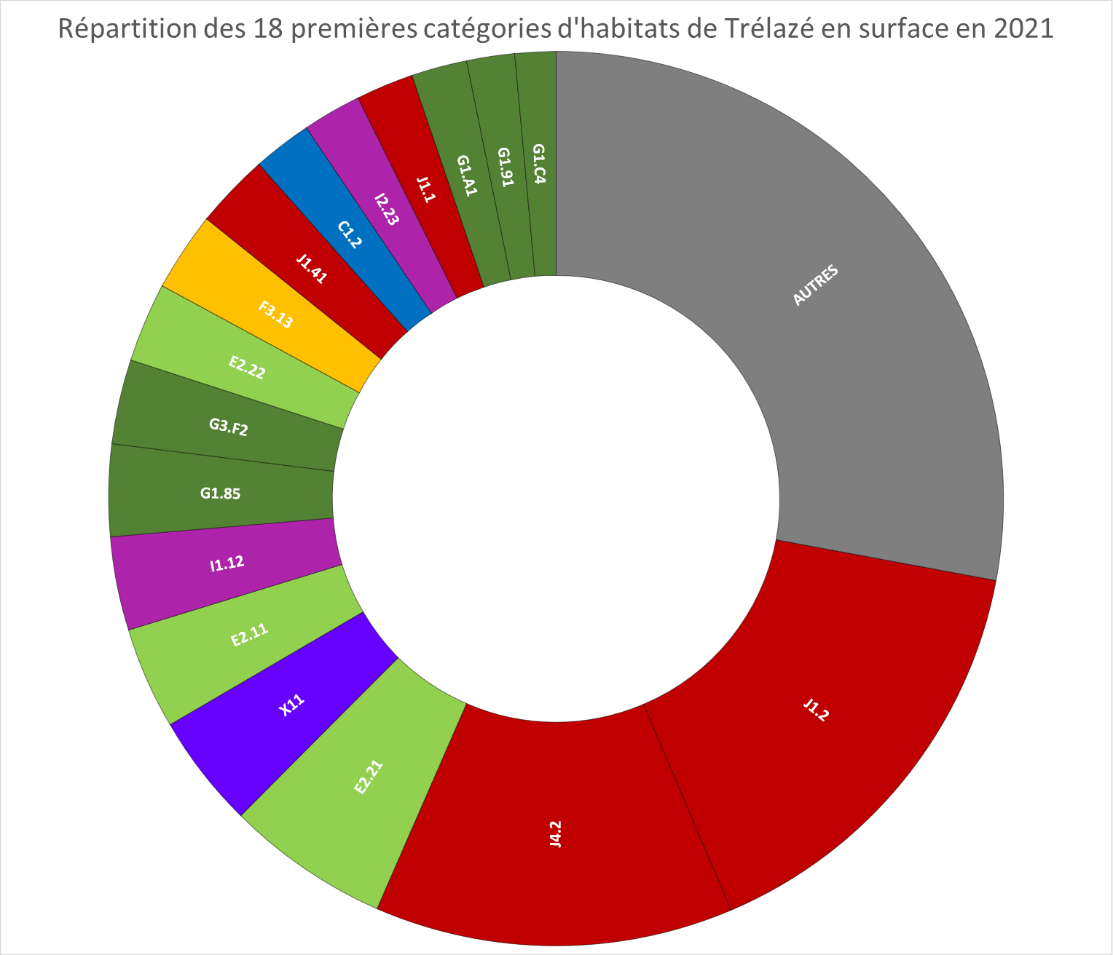 Répartition des 18 premières catégories d'habitats de Trélazé en surface en 2021
AUTRES
J1.2
J4.2
E2.21
X11
E2.11
I1.12
G1.85
G3.F2
E2.22
F3.13
J1.41
C1.2
I2.23
J1.1
G1.A1
G1.91
G1.C4